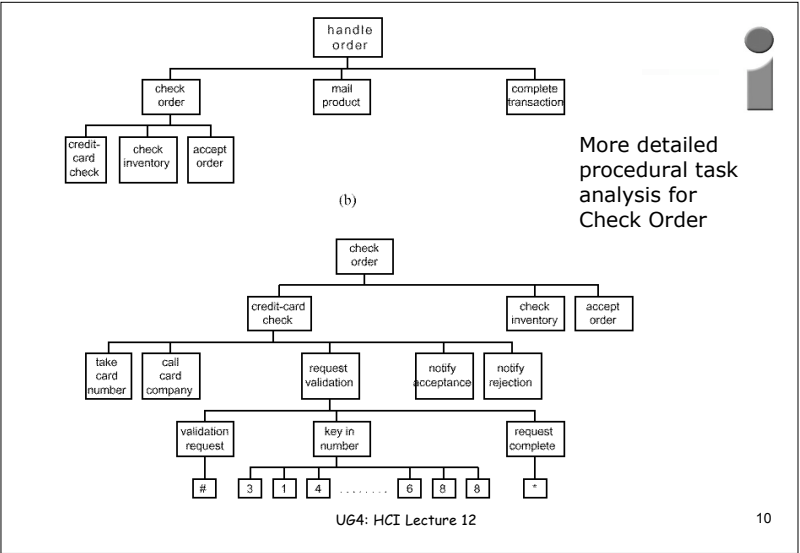 handle
order
check
order
mail
product
complete
transaction
credit-
card
check
check
inventory
accept
order
More detailed
procedural task
analysis for
Check Order
(b)
check
order
credit-card
check
check
inventory
accept
order
take
card
number
call
card
company
request
validation
notify
acceptance
notify
rejection
validation
request
key in
number
request
complete
# 3 1 4 ........ 6 8 8 *
UG4: HCI Lecture 12
10